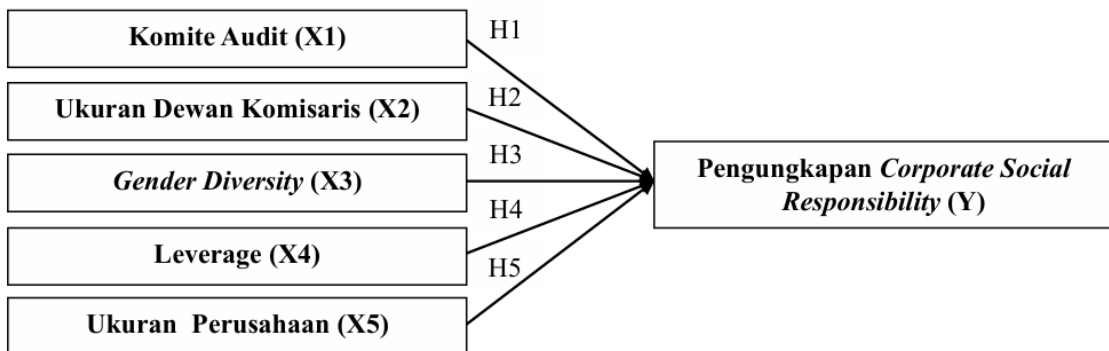 Komite Audit (X1)
H1
Ukuran Dewan Komisaris (X2)
H2
Gender Diversity (X3)
H3
Pengungkapan Corporate Social
Responsibility (Y)
Leverage (X4)
H4
Ukuran Perusahaan (X5)
H5